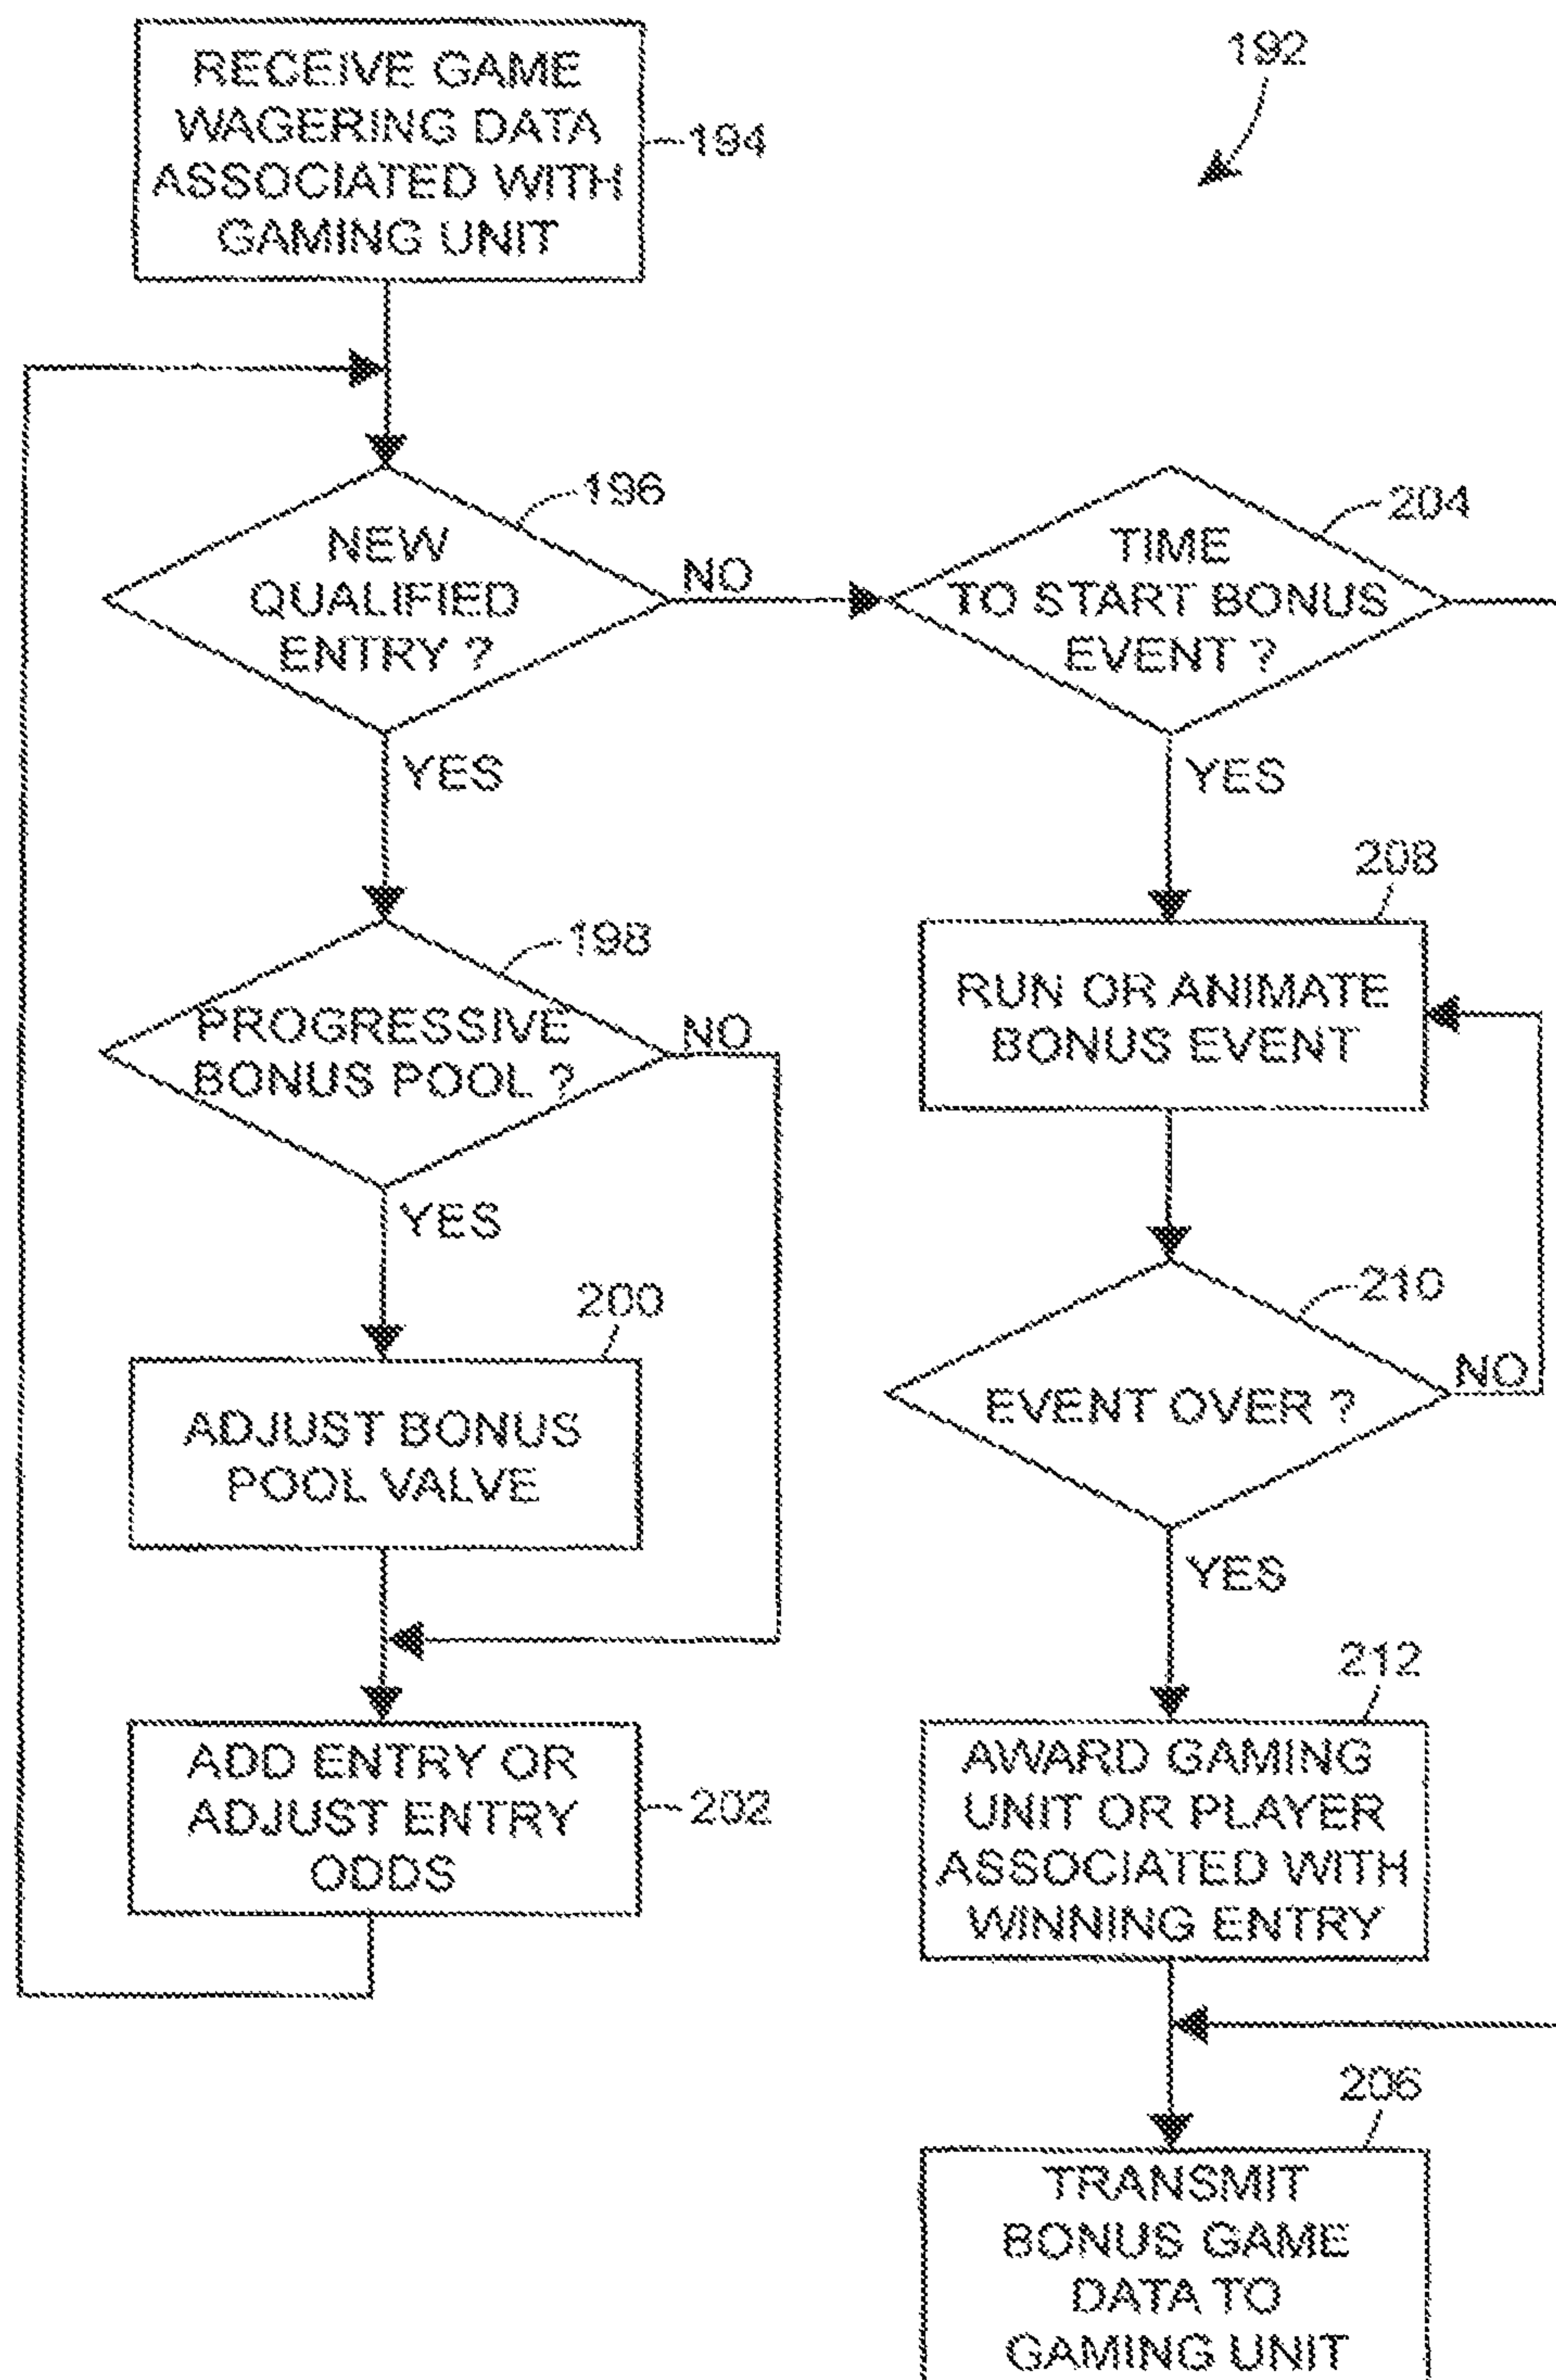 192
RECEIVE GAME
WAGERING DATA
ASSOCIATED WITH
GAMING UNIT
194
NEW
QUALIFIED
ENTRY ?
196
NO
YES
PROGRESSIVE
BONUS POOL ?
198
NO
YES
200
ADJUST BONUS
POOL VALVE
ADD ENTRY OR
ADJUST ENTRY
ODDS
202
TIME
TO START BONUS
EVENT ?
204
YES
208
RUN OR ANIMATE
BONUS EVENT
EVENT OVER ?
210
NO
YES
212
AWARD GAMING
UNIT OR PLAYER
ASSOCIATED WITH
WINNING ENTRY
206
TRANSMIT
BONUS GAME
DATA TO
GAMING UNIT